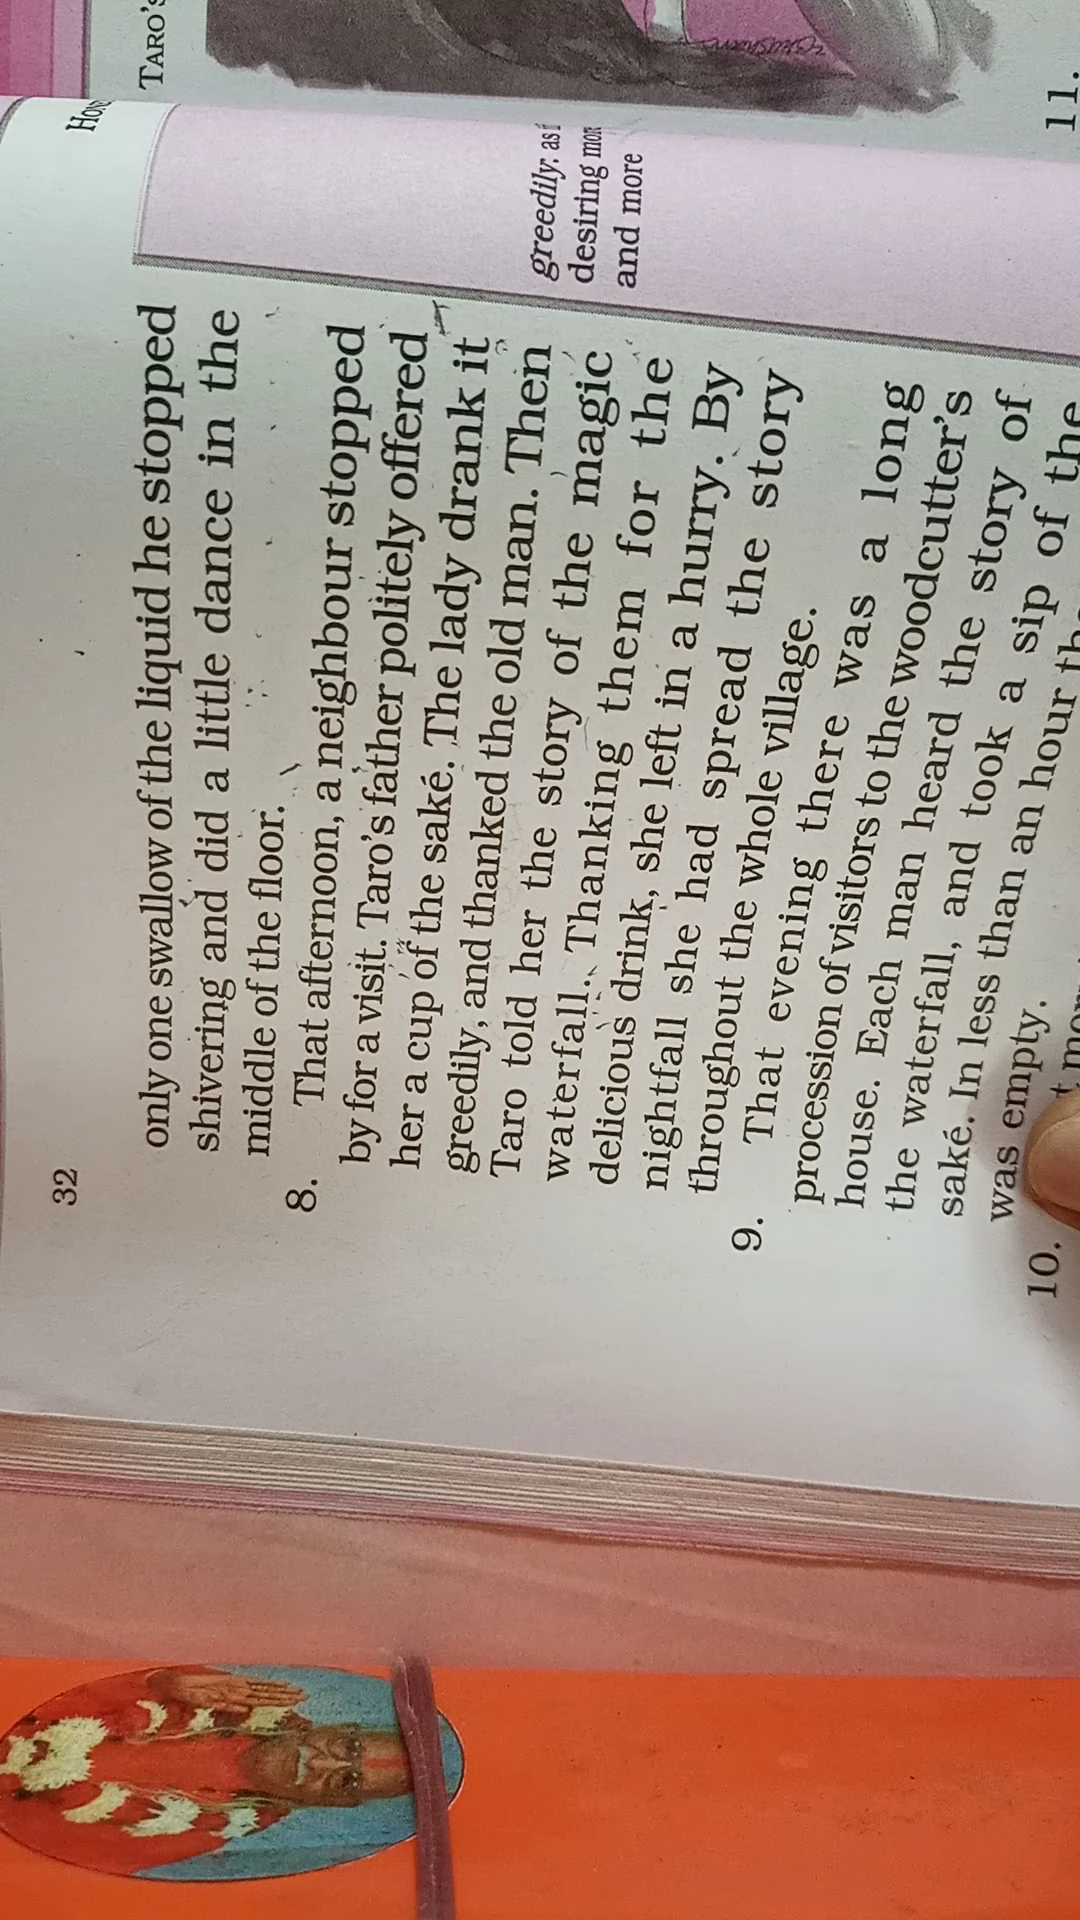 32
only one swallow of the liquid he stopped
shivering and did a little dance in the
middle of the floor.
8. That afternoon, a neighbour stopped
by for a visit. Taro's father politely offered
her a cup of the saké. The lady drank it
greedily, and thanked the old man. Then
Taro told her the story of the magic
waterfall. Thanking them for the
delicious drink, she left in a hurry. By
nightfall she had spread the story
throughout the whole village.
9. That evening there was a long
procession of visitors to the woodcutter's
house. Each man heard the story of
the waterfall, and took a sip of the
saké. In less than an hour
was empty.
10.
greedily: as if
desiring more
and more
TARO'S
11.